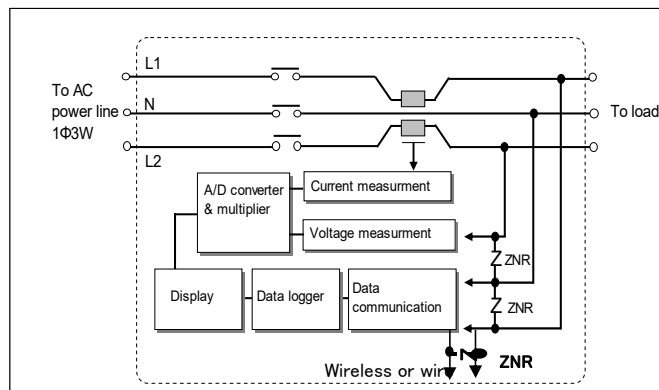 L1
To AC
power line
1Φ3W
N
To load
L2
A/D converter
& multiplier
Current measurment
Voltage measurment
ZNR
Display
Data logger
Data
communication
ZNR
Wireless or wir
ZNR